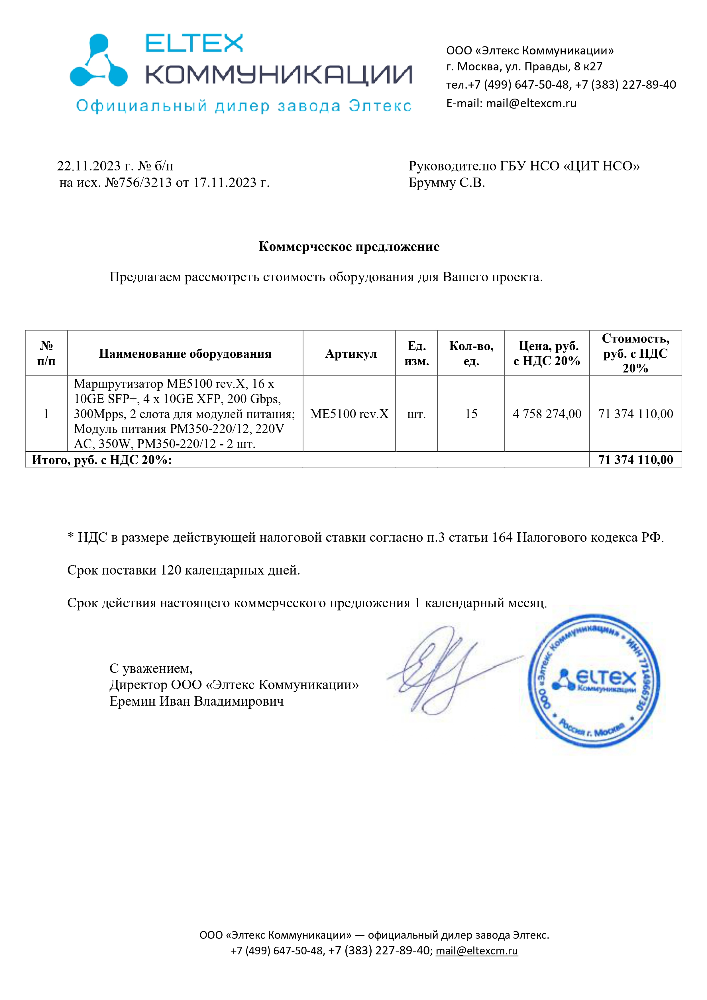 ELTEX
КОММУНИКАЦИИ
Официальный дилер завода Элтекс
ООО «Элтекс Коммуникации»
г. Москва, ул. Правды, 8 к27
тел.+7 (499) 647-50-48, +7 (383) 227-89-40
E-mail: mail@eltexcm.ru
22.11.2023 г. № б/н
на исх. №756/3213 от 17.11.2023 г.
Руководителю ГБУ НСО «ЦИТ НСО»
Брумму С.В.
Коммерческое предложение
Предлагаем рассмотреть стоимость оборудования для Вашего проекта.
№ п/п
Наименование оборудования
Артикул
Ед. изм.
Кол-во, ед.
Цена, руб. с НДС 20%
Стоимость, руб. с НДС 20%
1
Маршрутизатор ME5100 rev.X, 16 x
10GE SFP+, 4 x 10GE XFP, 200 Gbps,
300Mpps, 2 слота для модулей питания;
Модуль питания PM350-220/12, 220V
AC, 350W, PM350-220/12 - 2 шт.
ME5100 rev.X
шт.
15
4 758 274,00
71 374 110,00
Итого, руб. с НДС 20%:
71 374 110,00
* НДС в размере действующей налоговой ставки согласно п.3 статьи 164 Налогового кодекса РФ.
Срок поставки 120 календарных дней.
Срок действия настоящего коммерческого предложения 1 календарный месяц.
С уважением,
Директор ООО «Элтекс Коммуникации»
Еремин Иван Владимирович
ООО «Элтекс Коммуникации» * ИНН 7714966730
* Россия г. Москва *
ELTEX
Коммуникации
ООО «Элтекс Коммуникации» — официальный дилер завода Элтекс.
+7 (499) 647-50-48, +7 (383) 227-89-40; mail@eltexcm.ru